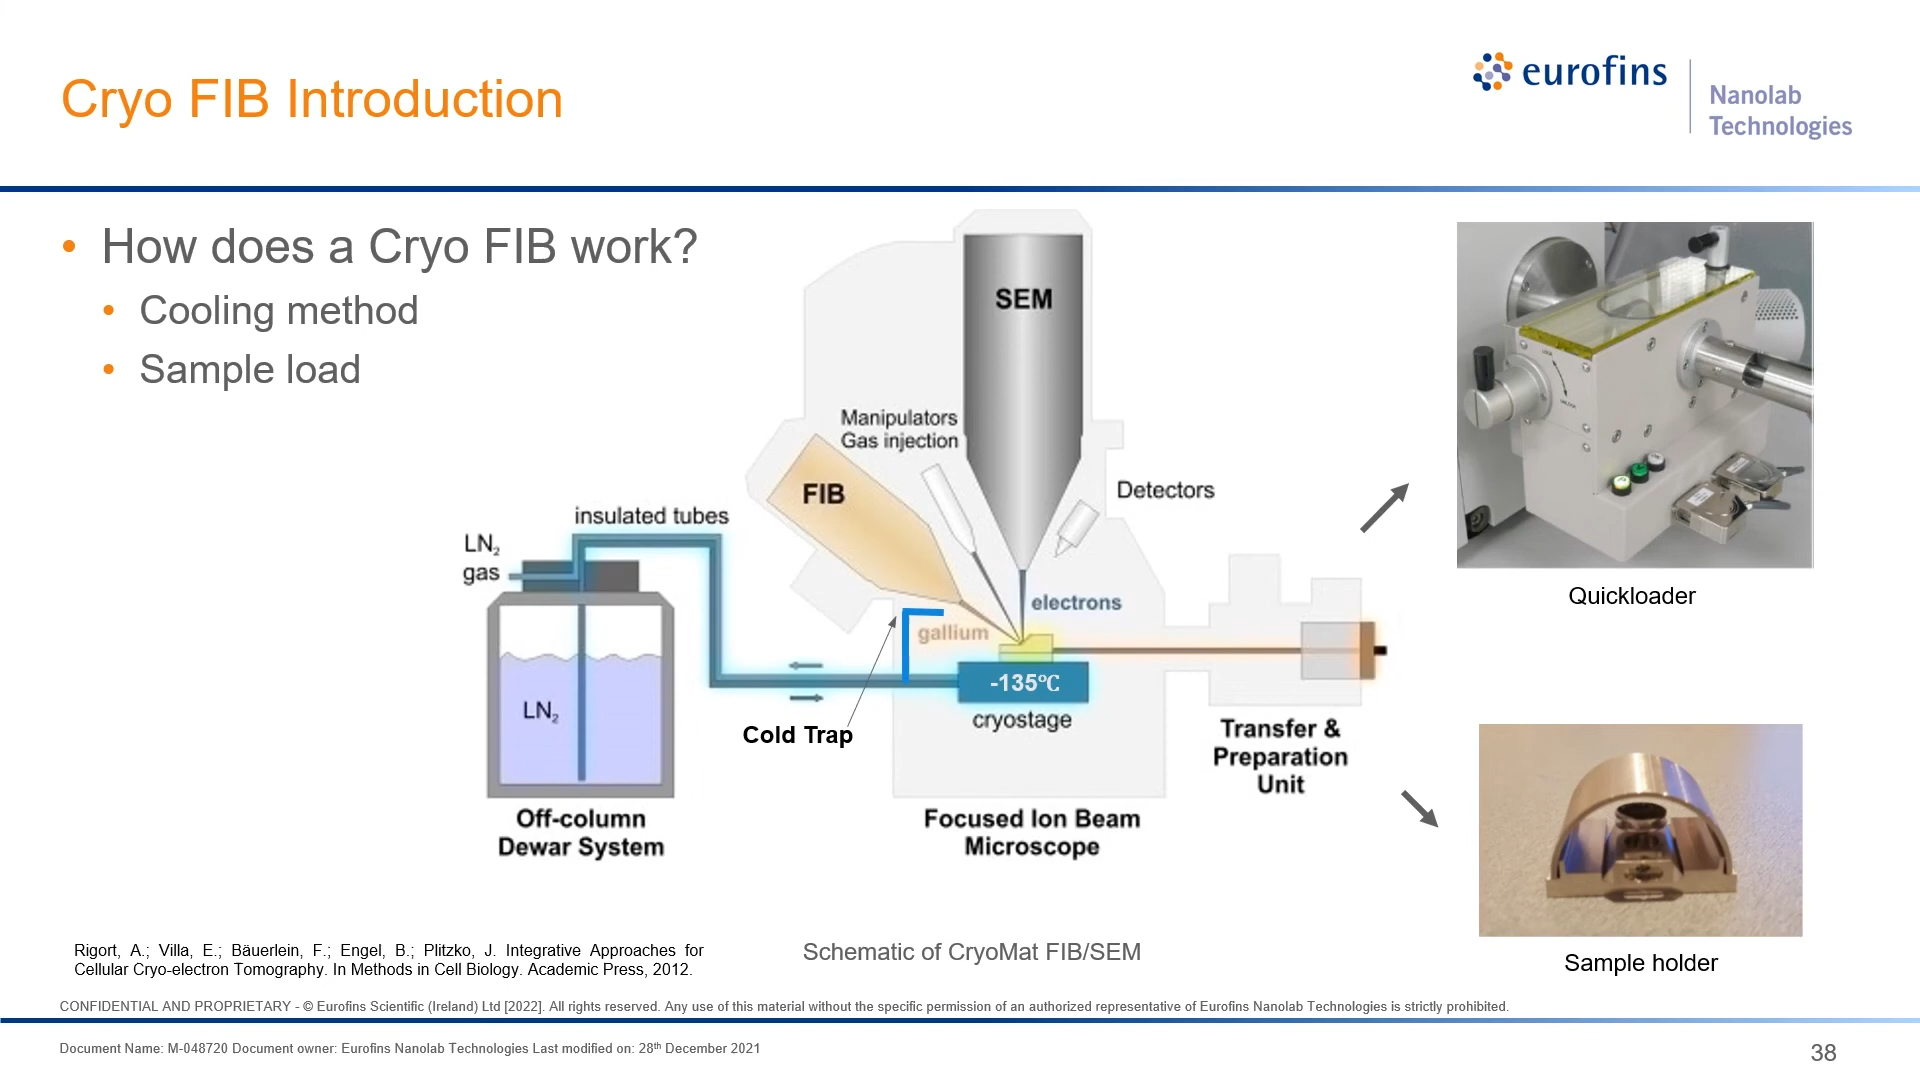 Cryo FIB Introduction
eurofins
Nanolab
Technologies
• How does a Cryo FIB work?
• Cooling method
• Sample load
SEM
Manipulators
Gas injection
FIB
Detectors
insulated tubes
LN₂
gas
electrons
gallium
-135℃
LN₂
cryostage
Cold Trap
Transfer &
Preparation
Unit
Off-column
Dewar System
Focused Ion Beam
Microscope
Quickloader
Sample holder
Schematic of CryoMat FIB/SEM
Rigort, A.; Villa, E.; Bäuerlein, F.; Engel, B.; Plitzko, J. Integrative Approaches for
Cellular Cryo-electron Tomography. In Methods in Cell Biology. Academic Press, 2012.
CONFIDENTIAL AND PROPRIETARY - © Eurofins Scientific (Ireland) Ltd [2022]. All rights reserved. Any use of this material without the specific permission of an authorized representative of Eurofins Nanolab Technologies is strictly prohibited.
Document Name: M-048720 Document owner: Eurofins Nanolab Technologies Last modified on: 28th December 2021
38